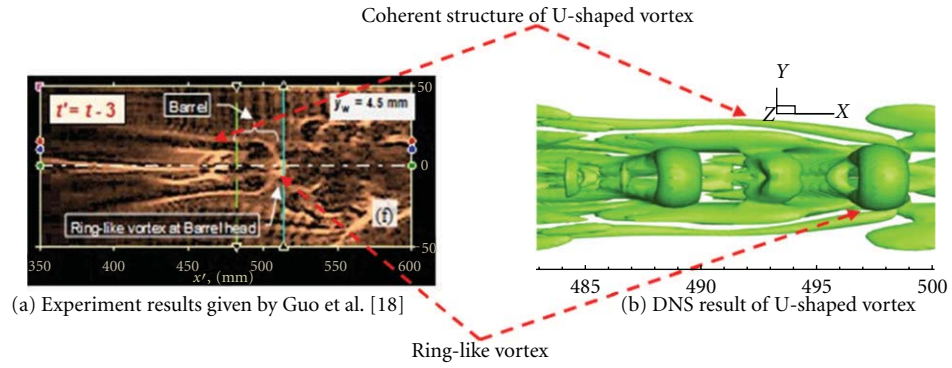 Coherent structure of U-shaped vortex
50
t' = t - 3
Barrel
y̅w = 4.5 mm
0
Ring-like vortex at Barrel head
(f)
50
350 400 450 500 550 600
x′, (mm)
Y
Z X
485 490 495 500
(a) Experiment results given by Guo et al. [18]
(b) DNS result of U-shaped vortex
Ring-like vortex